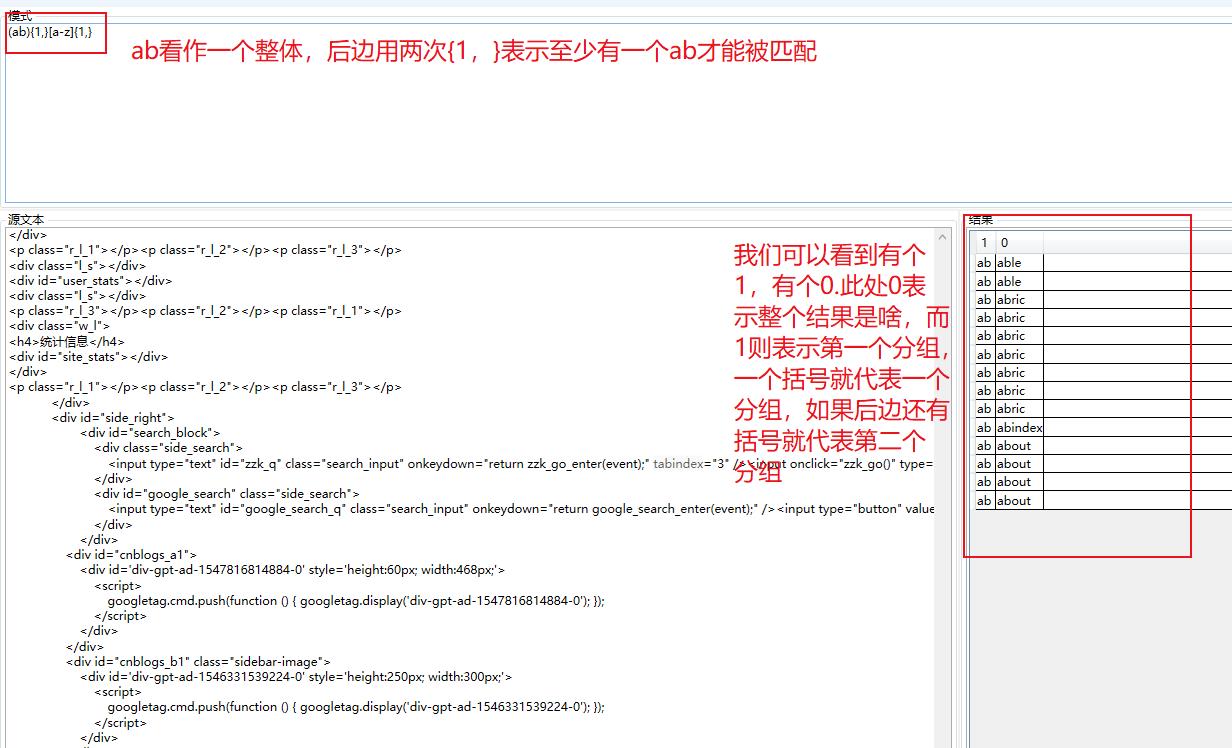 模式
(ab){1,}[a-z]{1,}
ab看作一个整体，后边用两次{1，}表示至少有一个ab才能被匹配
源文本
</div>
<p class="r_l_1"></p><p class="r_l_2"></p><p class="r_l_3"></p>
<div class="l_s"></div>
<div id="user_stats"></div>
<div class="l_s"></div>
<p class="r_l_3"></p><p class="r_l_2"></p><p class="r_l_1"></p>
<div class="w_l">
<h4>统计信息</h4>
<div id="site_stats"></div>
</div>
<p class="r_l_1"></p><p class="r_l_2"></p><p class="r_l_3"></p>
</div>
<div id="side_right">
<div id="search_block">
<div class="side_search">
<input type="text" id="zzk_q" class="search_input" onkeydown="return zzk_go_enter(event);" tabindex="3" /><input onclick="zzk_go()" type=
</div>
<div id="google_search" class="side_search">
<input type="text" id="google_search_q" class="search_input" onkeydown="return google_search_enter(event);" /><input type="button" value
</div>
</div>
<div id="cnblogs_a1">
<div id='div-gpt-ad-1547816814884-0' style='height:60px; width:468px;'>
<script>
googletag.cmd.push(function () { googletag.display('div-gpt-ad-1547816814884-0'); });
</script>
</div>
</div>
<div id="cnblogs_b1" class="sidebar-image">
<div id='div-gpt-ad-1546331539224-0' style='height:250px; width:300px;'>
<script>
googletag.cmd.push(function () { googletag.display('div-gpt-ad-1546331539224-0'); });
</script>
</div>
我们可以看到有个
1，有个0.此处0表
示整个结果是啥，而
1则表示第一个分组，
一个括号就代表一个
分组，如果后边还有
括号就代表第二个
分组
结果
1 0
ab able
ab able
ab abric
ab abric
ab abric
ab abric
ab abric
ab abric
ab abric
ab abindex
ab about
ab about
ab about
ab about